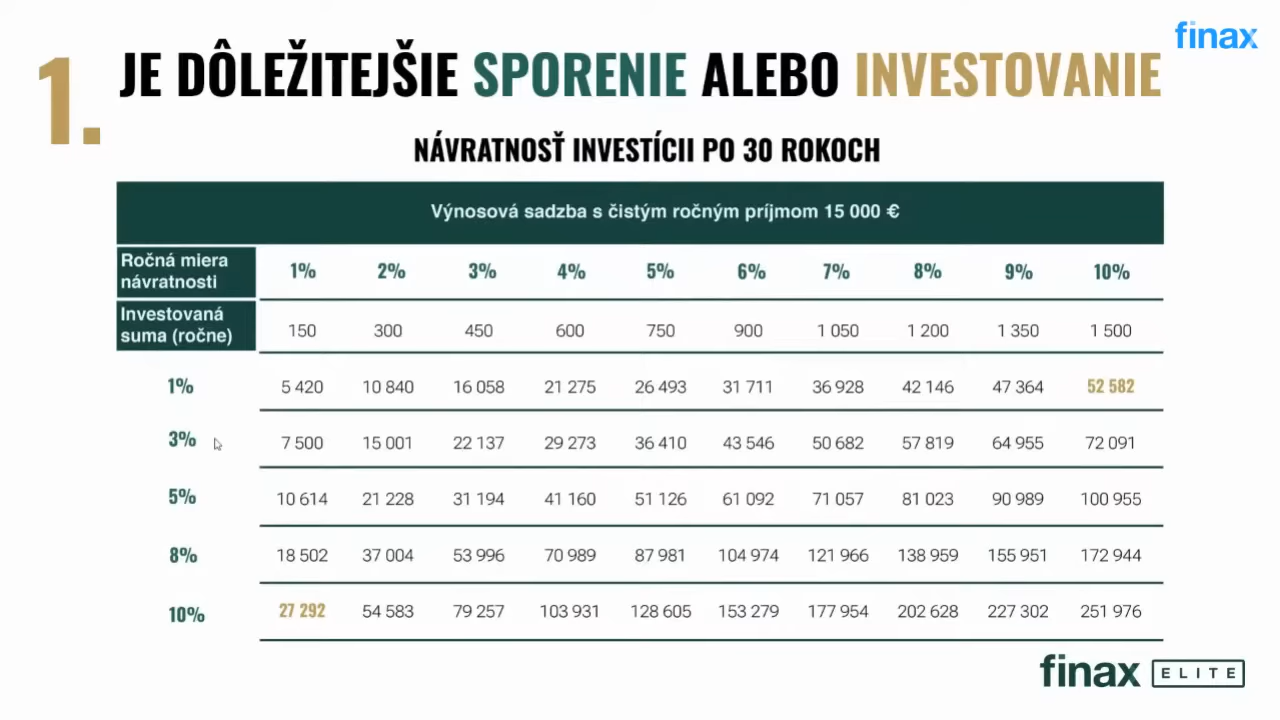 finax
1. JE DÔLEŽITEJŠIE SPORENIE ALEBO INVESTOVANIE
NÁVRATNOSŤ INVESTÍCII PO 30 ROKOCH
Výnosová sadzba s čistým ročným príjmom 15 000 €
Ročná miera
návratnosti
1% 2% 3% 4% 5% 6% 7% 8% 9% 10%
Investovaná
suma (ročne)
150 300 450 600 750 900 1 050 1 200 1 350 1 500
1% 5 420 10 840 16 058 21 275 26 493 31 711 36 928 42 146 47 364 52 582
3% 7 500 15 001 22 137 29 273 36 410 43 546 50 682 57 819 64 955 72 091
5% 10 614 21 228 31 194 41 160 51 126 61 092 71 057 81 023 90 989 100 955
8% 18 502 37 004 53 996 70 989 87 981 104 974 121 966 138 959 155 951 172 944
10% 27 292 54 583 79 257 103 931 128 605 153 279 177 954 202 628 227 302 251 976
finax ELITE